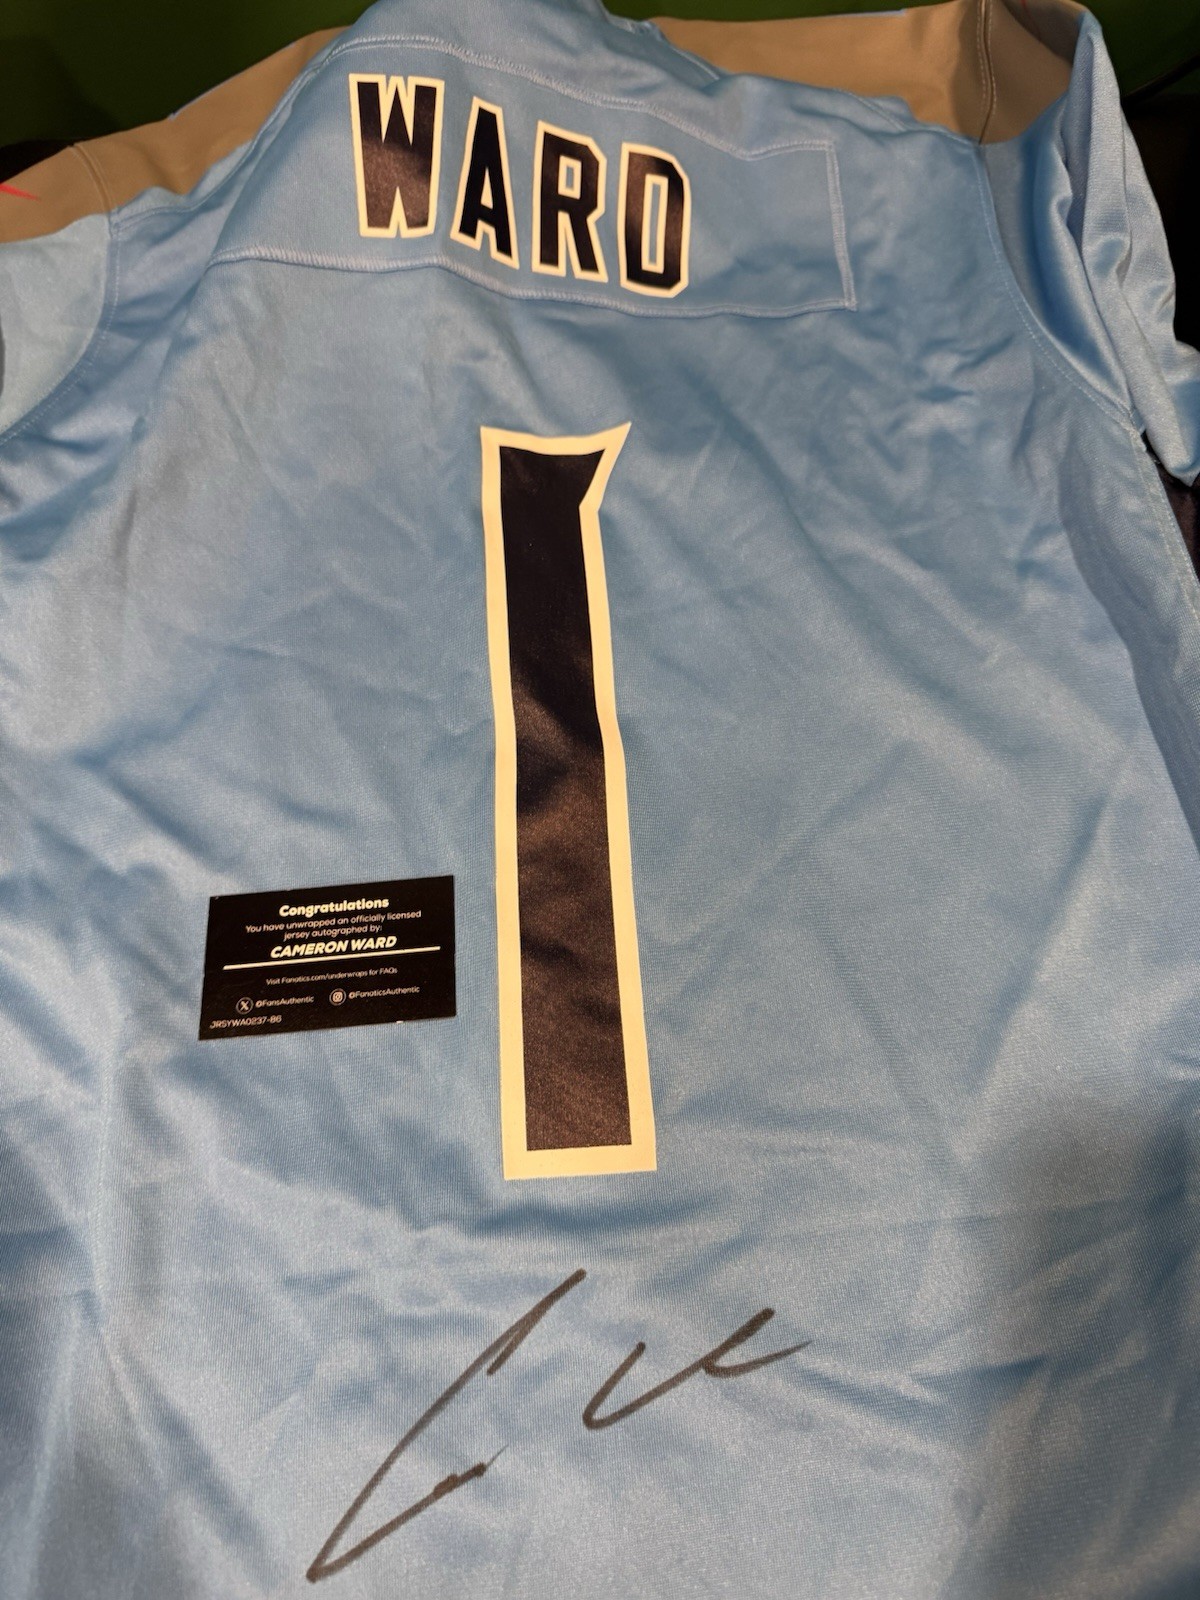 WARD
1
Congratulations
You have unwrapped an officially licensed
jersey autographed by:
CAMERON WARD
Visit Fanatics.com/underwraps for FAQs
@FansAuthentic @FanaticsAuthentic
JRSYWA0237-86